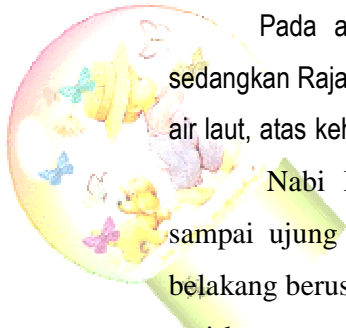 Pada a
sedangkan Raja
air laut, atas keh
Nabi
sampai ujung
belakang berus